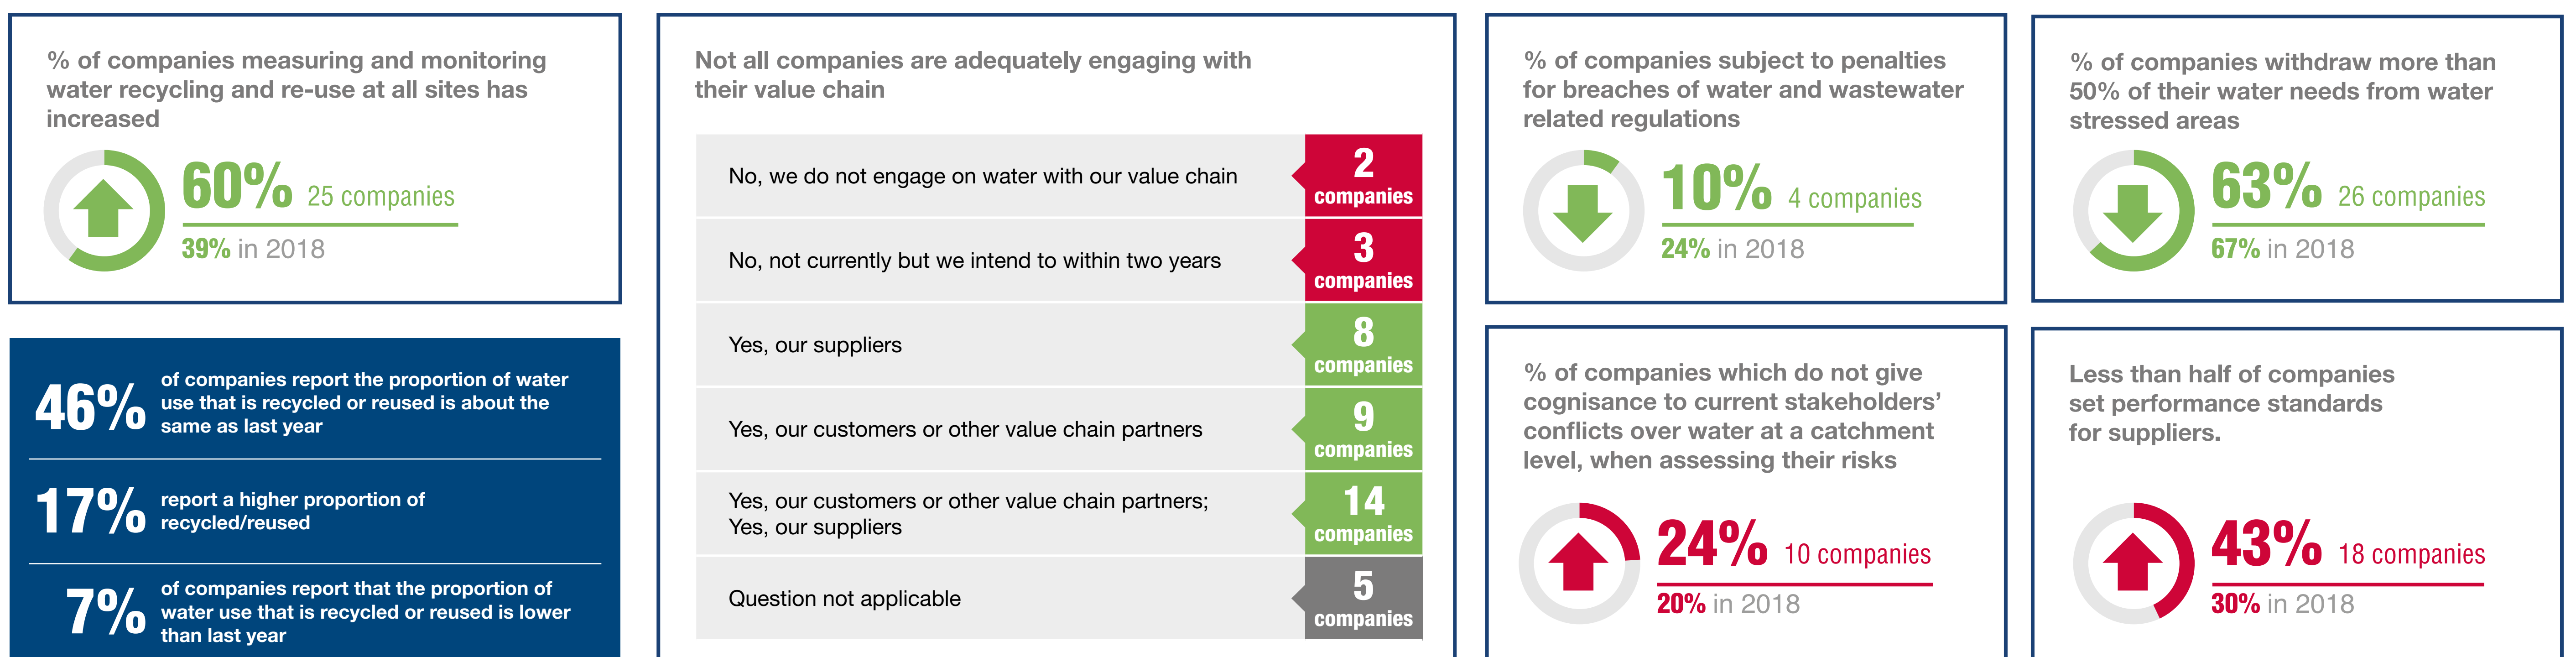 % of companies measuring and monitoring
water recycling and re-use at all sites has
increased
60% 25 companies
39% in 2018
46%
of companies report the proportion of water
use that is recycled or reused is about the
same as last year
17%
report a higher proportion of
recycled/reused
7%
of companies report that the proportion of
water use that is recycled or reused is lower
than last year
Not all companies are adequately engaging with
their value chain
No, we do not engage on water with our value chain
2
companies
No, not currently but we intend to within two years
3
companies
Yes, our suppliers
8
companies
Yes, our customers or other value chain partners
9
companies
Yes, our customers or other value chain partners;
Yes, our suppliers
14
companies
Question not applicable
5
companies
% of companies subject to penalties
for breaches of water and wastewater
related regulations
10% 4 companies
24% in 2018
% of companies which do not give
cognisance to current stakeholders’
conflicts over water at a catchment
level, when assessing their risks
24% 10 companies
20% in 2018
% of companies withdraw more than
50% of their water needs from water
stressed areas
63% 26 companies
67% in 2018
Less than half of companies
set performance standards
for suppliers.
43% 18 companies
30% in 2018